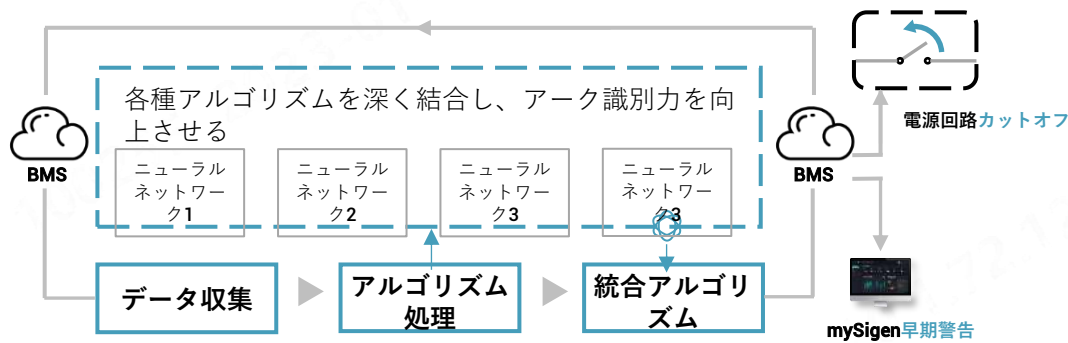 各種アルゴリズムを深く結合し、アーク識別力を向
上させる
ニューラル
ネットワー
ク1
ニューラル
ネットワー
ク2
ニューラル
ネットワー
ク3
ニューラル
ネットワー
ク3
BMS
BMS
電源回路カットオフ
データ収集
アルゴリズム
処理
統合アルゴリ
ズム
mySigen早期警告